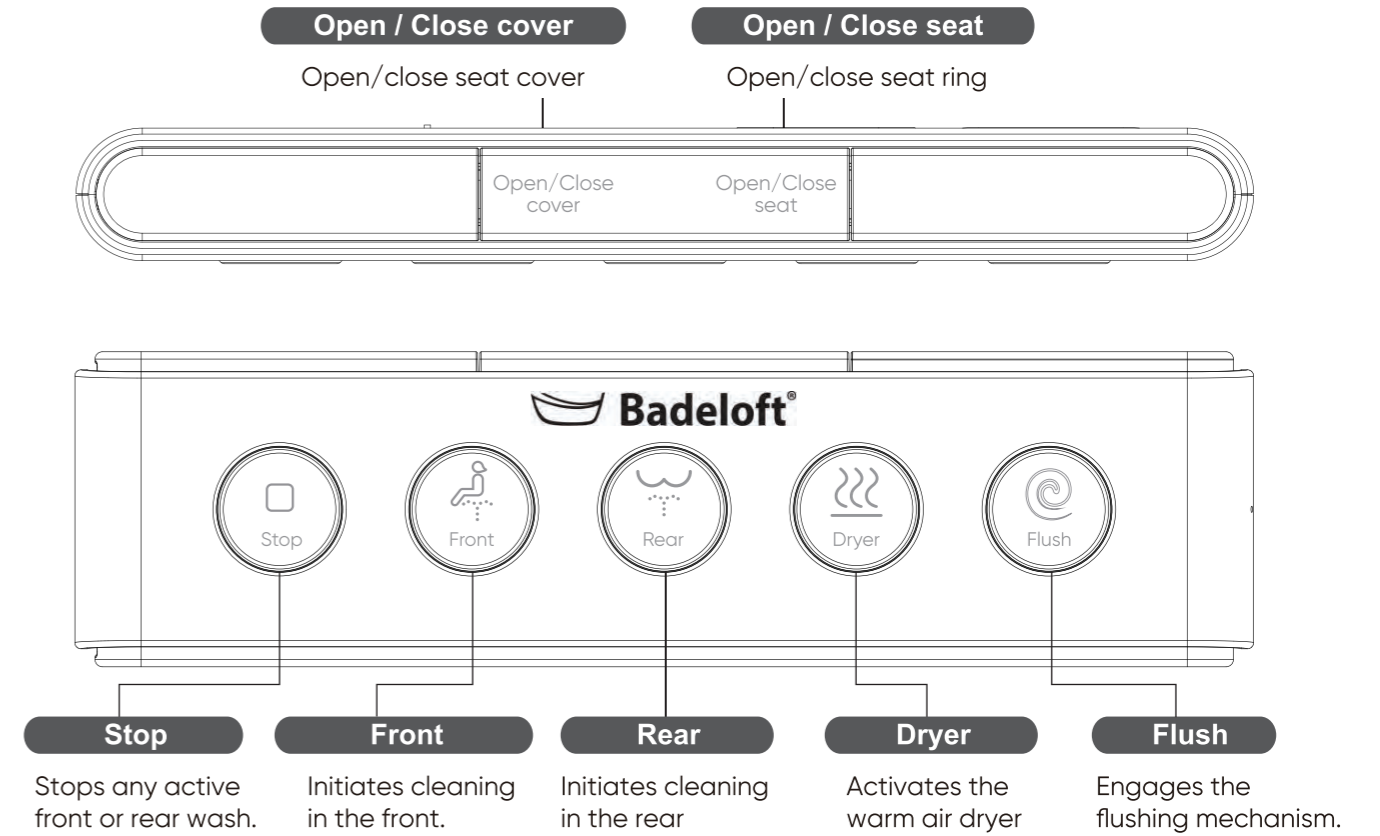 Open / Close cover
Open / Close seat
Open/close seat cover
Open/close seat ring
Open/Close
cover
Open/Close
seat
Badeloft®
Stop
Front
Rear
Dryer
Flush
Stop
Front
Rear
Dryer
Flush
Stops any active
front or rear wash.
Initiates cleaning
in the front.
Initiates cleaning
in the rear
Activates the
warm air dryer
Engages the
flushing mechanism.